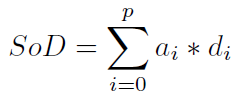 SoD = \sum_{i=0}^{p} a_i * d_i